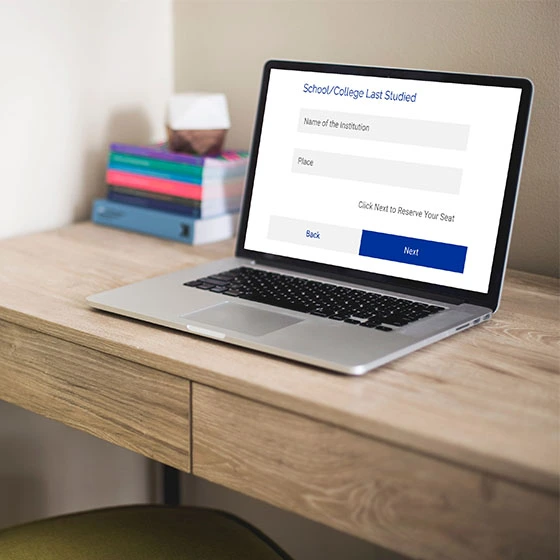 School/College Last Studied
Name of the Institution
Place
Click Next to Reserve Your Seat
Back
Next